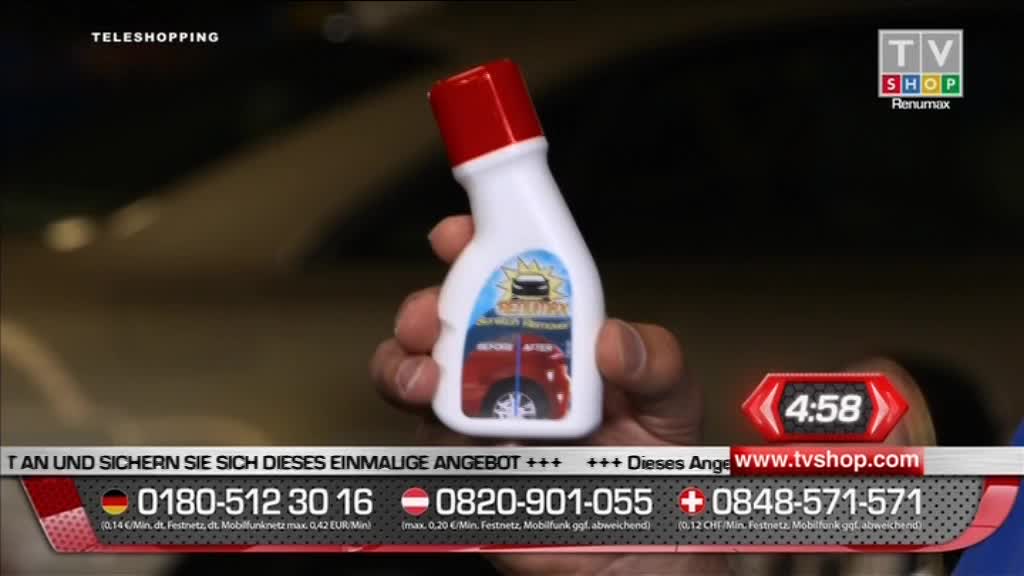 TELESHOPPING
TV
SHOP
Renumax
RENUMAX
Scratch Remover
BEFORE AFTER
4:58
T AN UND SICHERN SIE SICH DIESES EINMALIGE ANGEBOT +++ +++ Dieses Ange
www.tvshop.com
0180-512 30 16 0820-901-055 0848-571-571
(0,14 €/Min. dt. Festnetz, dt. Mobilfunknetz max. 0,42 EUR/Min) (max. 0,20 €/Min. Festnetz, Mobilfunk ggf. abweichend) (0,12 CHF/Min. Festnetz, Mobilfunk ggf. abweichend)